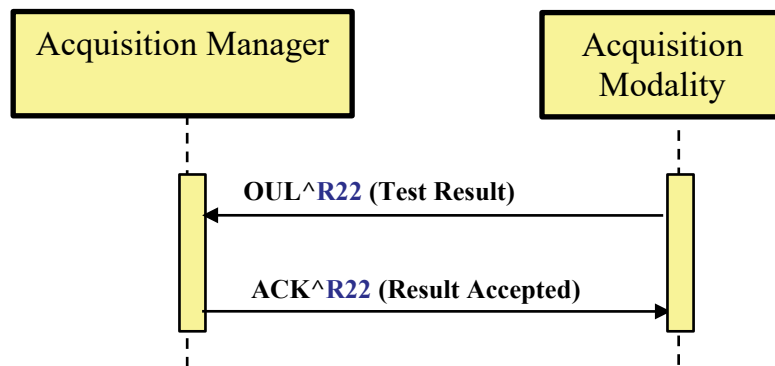 Acquisition Manager
Acquisition
Modality
OUL^R22 (Test Result)
ACK^R22 (Result Accepted)